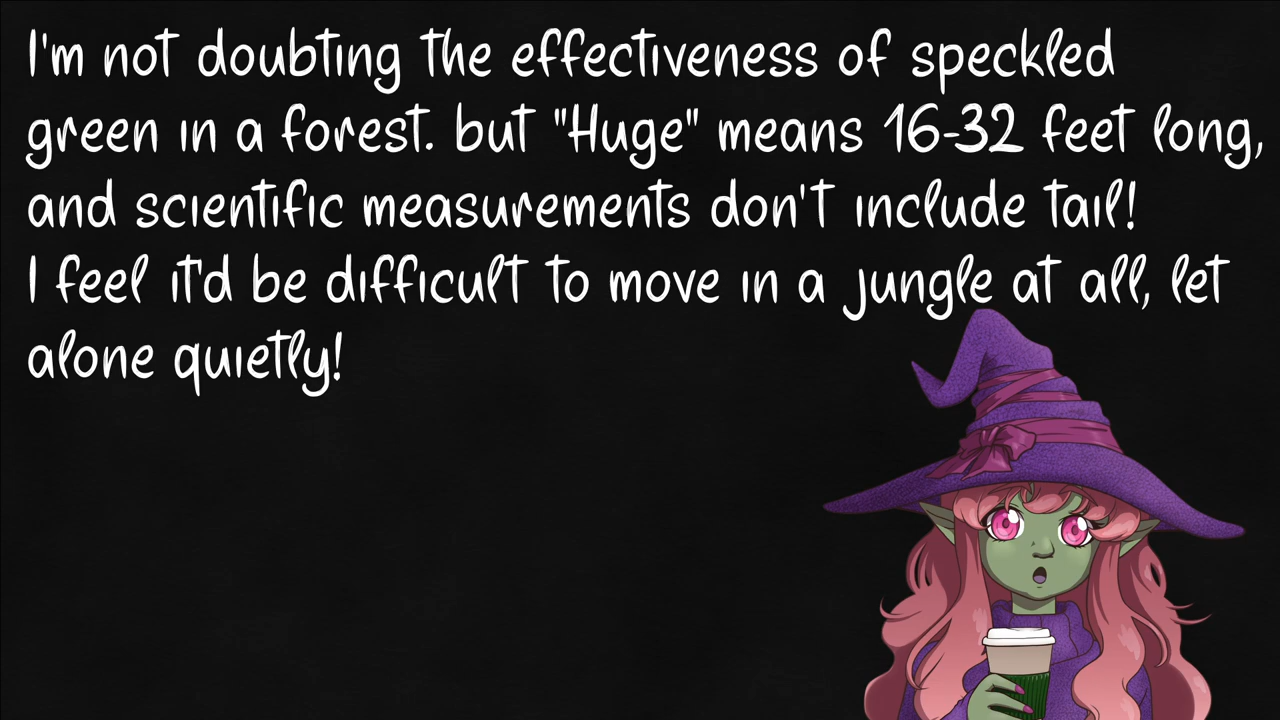 I'm not doubting the effectiveness of speckled
green in a forest. but "Huge" means 16-32 feet long,
and scientific measurements don't include tail!
I feel it'd be difficult to move in a jungle at all, let
alone quietly!